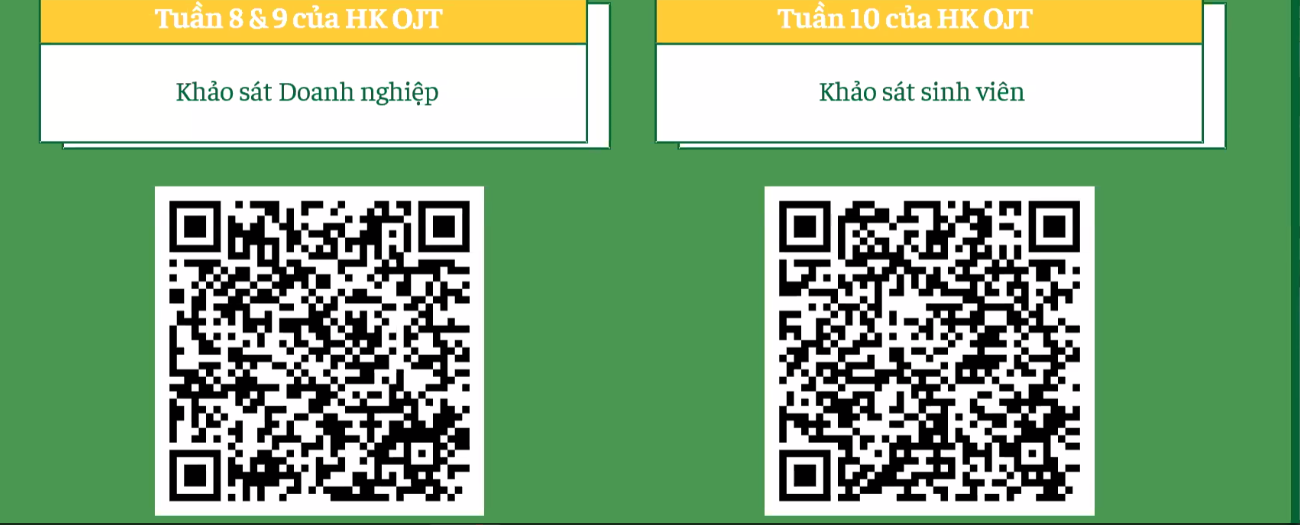 Tuần 8 & 9 của HK OJT
Khảo sát Doanh nghiệp
Tuần 10 của HK OJT
Khảo sát sinh viên